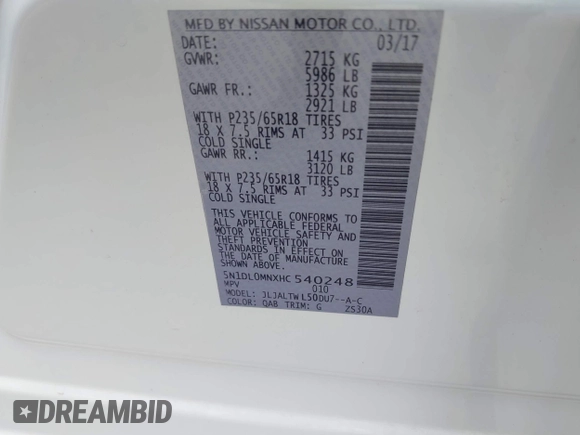 MFD BY NISSAN MOTOR CO., LTD.
DATE: 03/17
GVWR: 2715 KG
5986 LB
GAWR FR.: 1325 KG
2921 LB
WITH P235/65R18 TIRES
18 X 7.5 RIMS AT 33 PSI
COLD SINGLE
GAWR RR.: 1415 KG
3120 LB
WITH P235/65R18 TIRES
18 X 7.5 RIMS AT 33 PSI
COLD SINGLE
THIS VEHICLE CONFORMS TO
ALL APPLICABLE FEDERAL
MOTOR VEHICLE SAFETY AND
THEFT PREVENTION
STANDARDS IN EFFECT ON
THE DATE OF MANUFACTURE
SHOWN ABOVE.
5N1DL0MNXHC540248
MPV 010
MODEL: JLJALTWL50DU7--A-C
COLOR: QAB TRIM: G ZS30A
DREAMBID